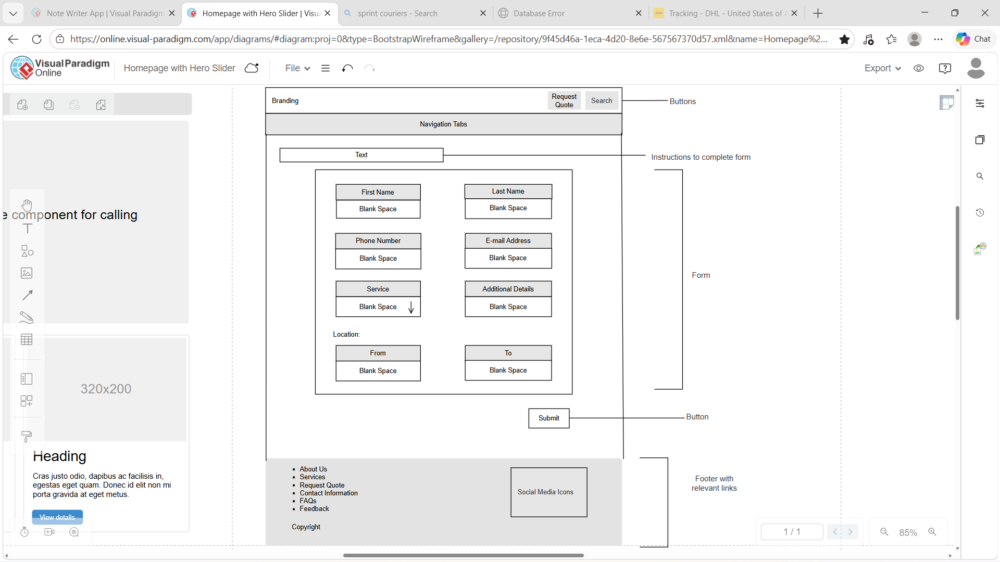 Note Writer App | Visual Paradigm
Homepage with Hero Slider | Visua
sprint couriers - Search
Database Error
Tracking - DHL - United States of A
https://online.visual-paradigm.com/app/diagrams/#diagram:proj=0&type=BootstrapWireframe&gallery=/repository/9f45d46a-1eca-4d20-8e6e-567567370d57.xml&name=Homepage%2...
Chat
Visual Paradigm
Online
Homepage with Hero Slider
File
Export
Branding
Request
Quote
Search
Buttons
Navigation Tabs
Text
Instructions to complete form
First Name
Blank Space
Last Name
Blank Space
Phone Number
Blank Space
E-mail Address
Blank Space
Service
Blank Space
Additional Details
Blank Space
Location:
From
Blank Space
To
Blank Space
Form
Submit
Button
e component for calling
T
320x200
Heading
Cras justo odio, dapibus ac facilisis in,
egestas eget quam. Donec id elit non mi
porta gravida at eget metus.
View details
• About Us
• Services
• Request Quote
• Contact Information
• FAQs
• Feedback
Copyright
Social Media Icons
Footer with
relevant links
1 / 1
85%